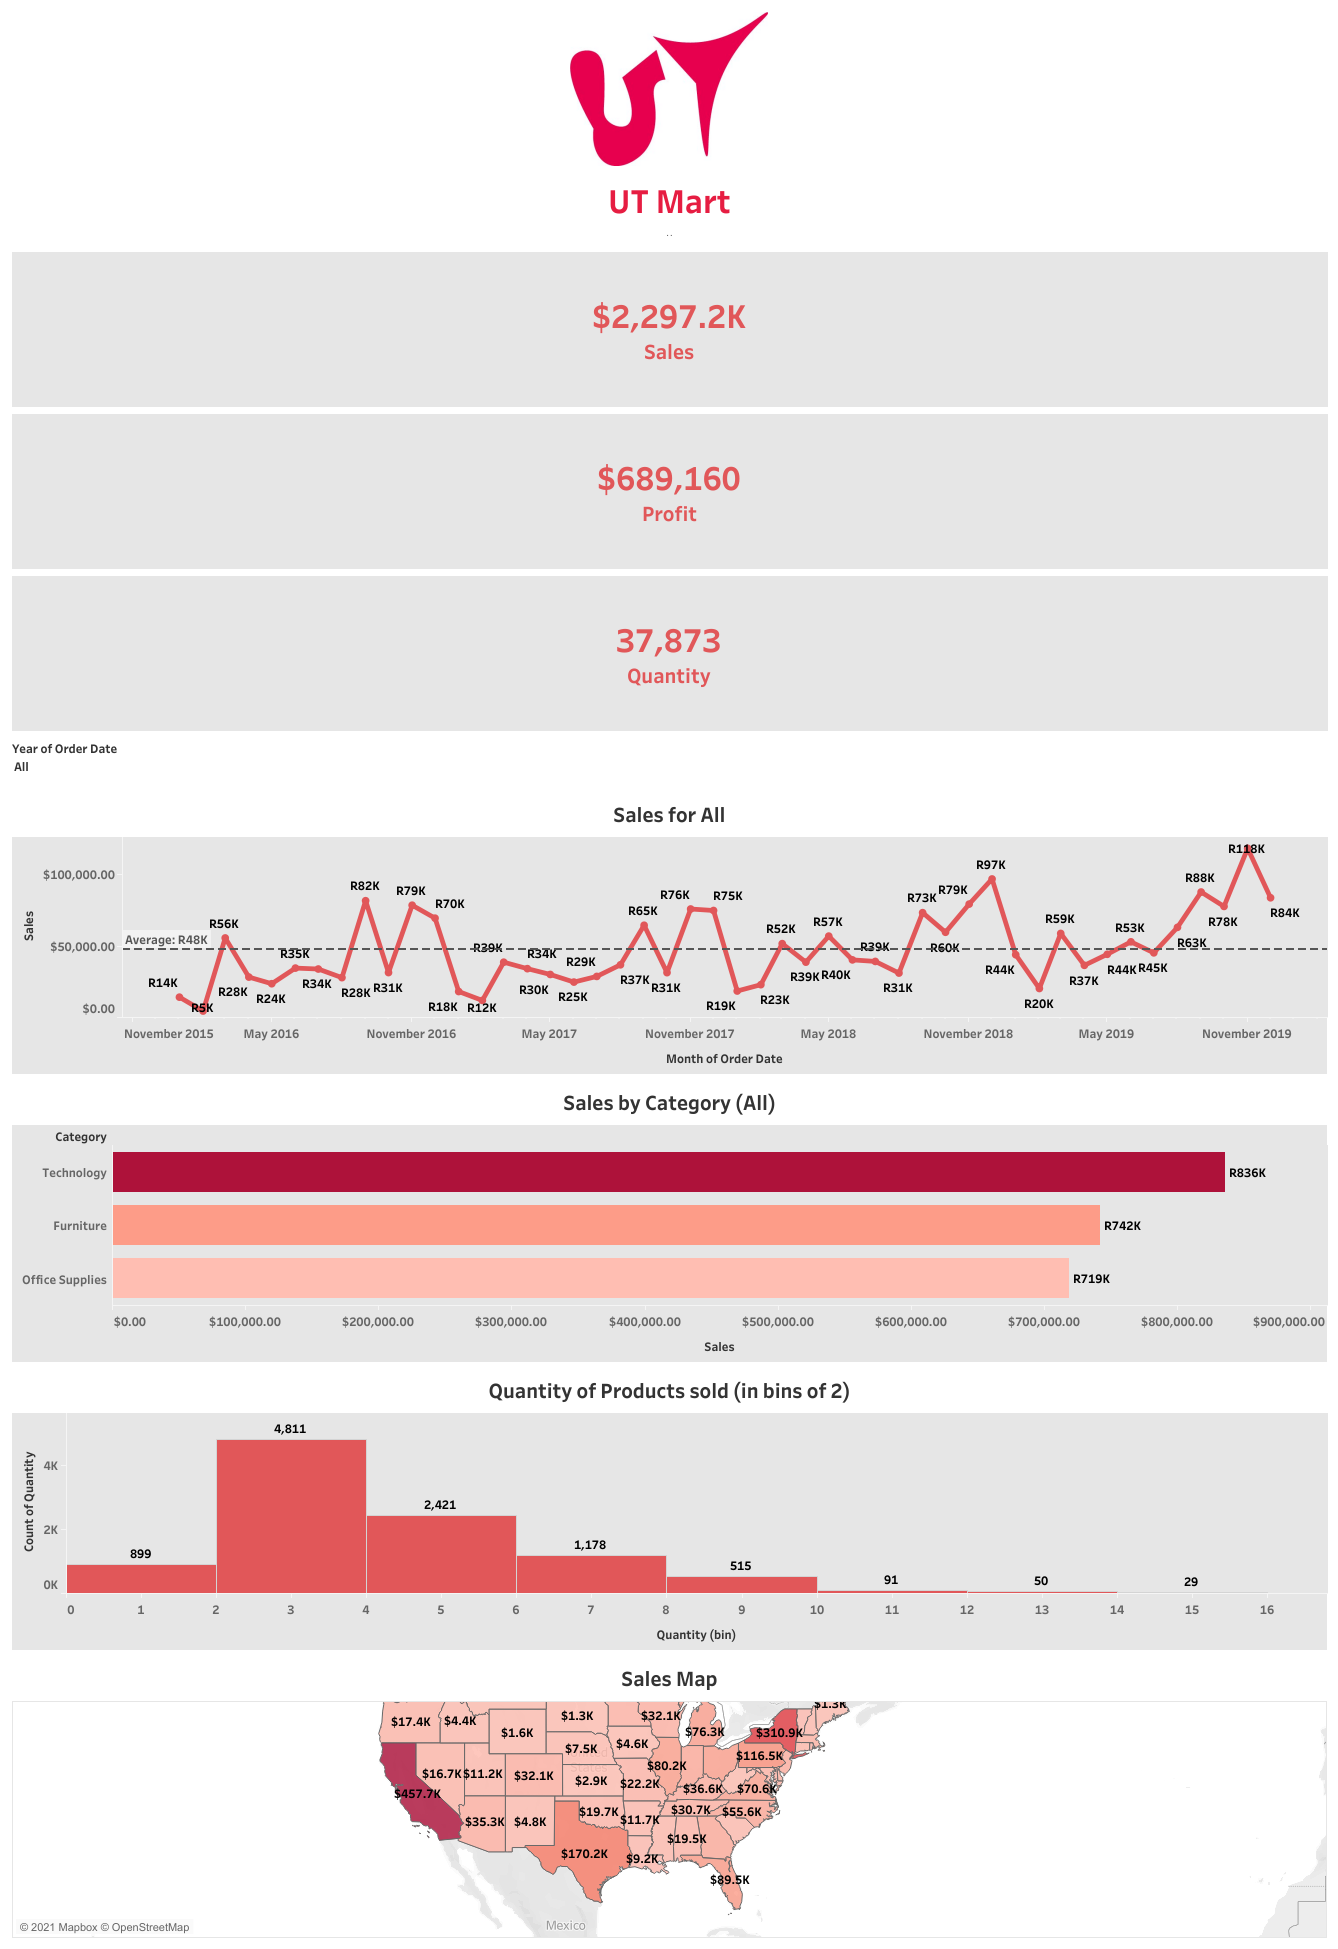 UT
UT Mart
$2,297.2K
Sales
$689,160
Profit
37,873
Quantity
Year of Order Date
All
Sales for All
Sales
$100,000.00
$50,000.00
$0.00
Average: R48K
R14K
R5K
R56K
R28K
R24K
R35K
R34K
R28K
R82K
R31K
R79K
R70K
R18K
R12K
R39K
R34K
R30K
R25K
R29K
R37K
R65K
R31K
R76K
R75K
R19K
R23K
R52K
R39K
R57K
R40K
R39K
R31K
R73K
R60K
R79K
R97K
R44K
R20K
R59K
R37K
R44K
R53K
R45K
R63K
R88K
R78K
R118K
R84K
November 2015 May 2016 November 2016 May 2017 November 2017 May 2018 November 2018 May 2019 November 2019
Month of Order Date
Sales by Category (All)
Category
Technology R836K
Furniture R742K
Office Supplies R719K
$0.00 $100,000.00 $200,000.00 $300,000.00 $400,000.00 $500,000.00 $600,000.00 $700,000.00 $800,000.00 $900,000.00
Sales
Quantity of Products sold (in bins of 2)
Count of Quantity
4K
2K
0K
899
4,811
2,421
1,178
515
91
50
29
0 1 2 3 4 5 6 7 8 9 10 11 12 13 14 15 16
Quantity (bin)
Sales Map
$17.4K
$4.4K
$1.6K
$1.3K
$32.1K
$76.3K
$310.9K
$1.3K
$7.5K
$4.6K
$116.5K
$457.7K
$16.7K
$11.2K
$32.1K
$2.9K
$80.2K
$22.2K
$36.6K
$70.6K
$35.3K
$4.8K
$19.7K
$11.7K
$30.7K
$55.6K
$19.5K
$170.2K
$9.2K
$89.5K
Mexico
© 2021 Mapbox © OpenStreetMap